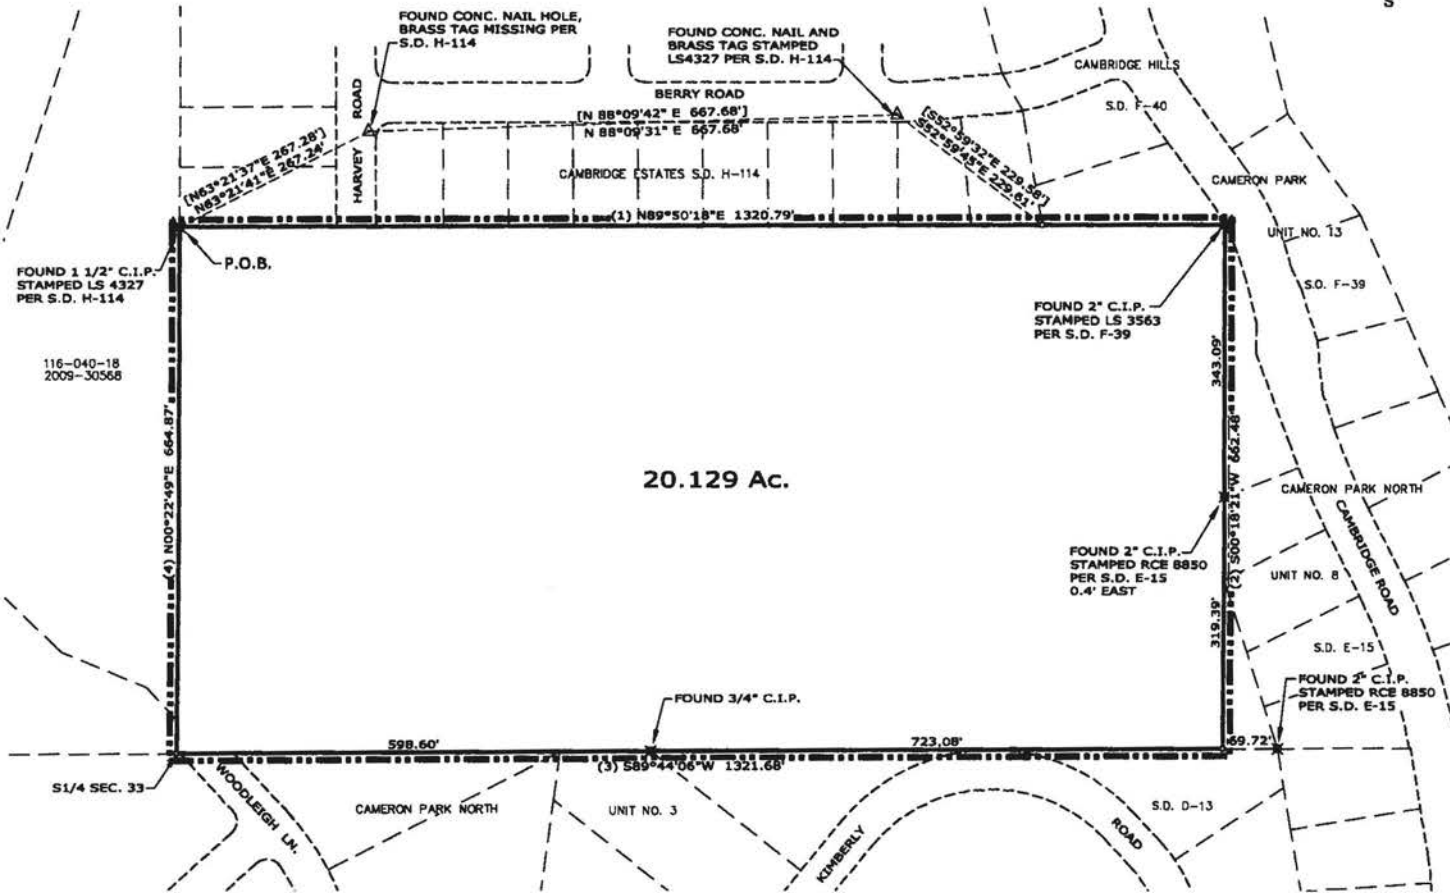 S
FOUND CONC. NAIL HOLE,
BRASS TAG MISSING PER
S.D. H-114
FOUND CONC. NAIL AND
BRASS TAG STAMPED
LS4327 PER S.D. H-114
CAMBRIDGE HILLS
S.D. F-40
HARVEY ROAD
BERRY ROAD
[N 88°09'42" E 667.68']
N 88°09'31" E 667.68'
[N63°21'37"E 267.28']
N63°21'41"E 267.24'
[S52°59'32"E 229.58']
S52°59'45"E 229.61'
CAMBRIDGE ESTATES S.D. H-114
CAMERON PARK
UNIT NO. 13
S.D. F-39
(1) N89°50'18"E 1320.79'
P.O.B.
FOUND 1 1/2" C.I.P.
STAMPED LS 4327
PER S.D. H-114
FOUND 2" C.I.P.
STAMPED LS 3563
PER S.D. F-39
116-040-18
2009-30568
343.09'
(4) N00°22'49"E 664.87'
(2) S00°18'21"W 662.48'
20.129 Ac.
CAMERON PARK NORTH
CAMBRIDGE ROAD
FOUND 2" C.I.P.
STAMPED RCE 8850
PER S.D. E-15
0.4' EAST
UNIT NO. 8
319.39'
S.D. E-15
FOUND 2" C.I.P.
STAMPED RCE 8850
PER S.D. E-15
FOUND 3/4" C.I.P.
598.60'
723.08'
69.72'
(3) S89°44'06"W 1321.68'
S1/4 SEC. 33
WOODLEIGH LN.
CAMERON PARK NORTH
UNIT NO. 3
S.D. D-13
KIMBERLY ROAD